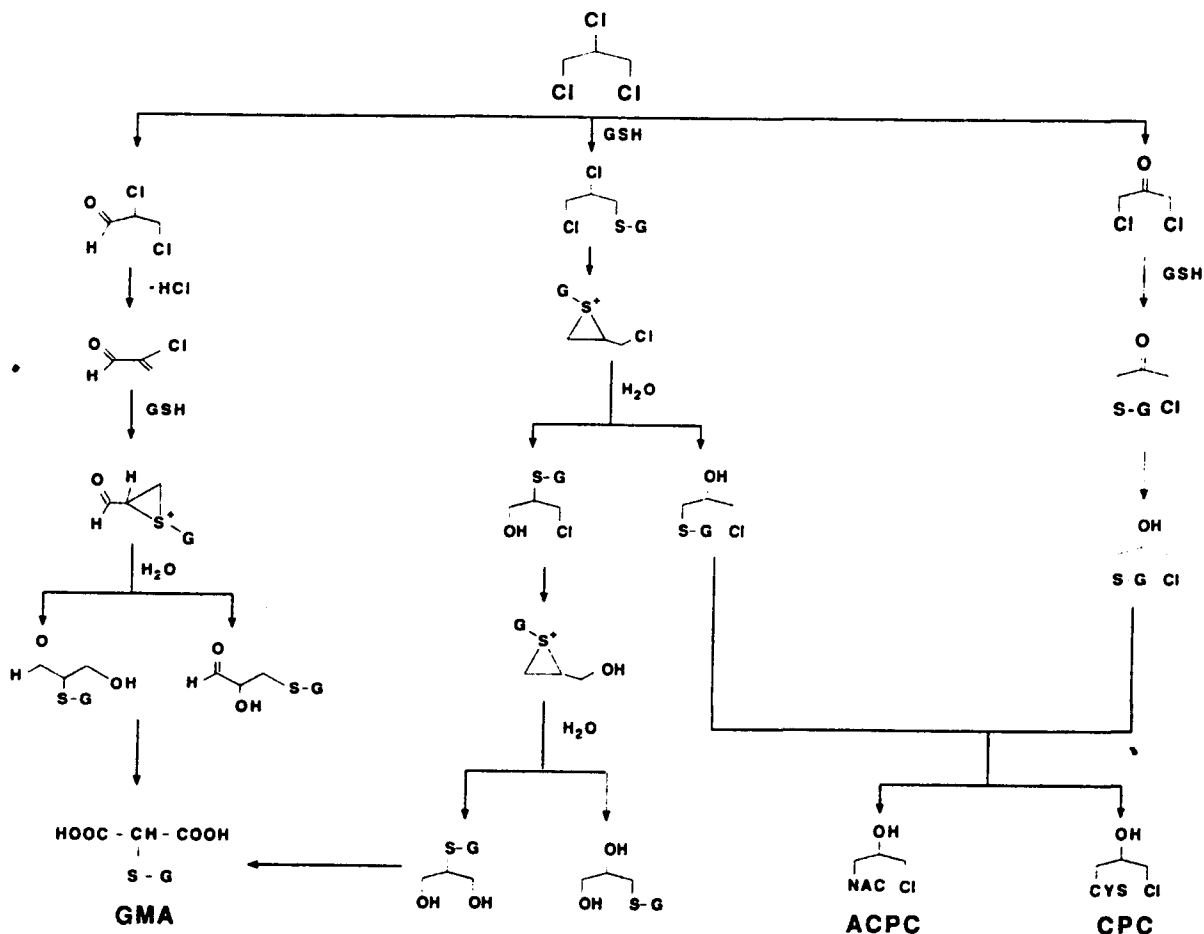 Cl
Cl Cl
GSH
O Cl
H Cl
Cl
Cl S-G
O
Cl Cl
-HCl
G S+
Cl
GSH
O Cl
H
H2O
O
S-G Cl
GSH
O H
H S+
G
S-G
OH Cl
OH
S-G Cl
OH
S G Cl
H2O
O
H OH
S-G
O
H S-G
OH
G S+
OH
H2O
HOOC - CH - COOH
S - G
GMA
S-G
OH OH
OH
OH S-G
OH
NAC Cl
ACPC
OH
CYS Cl
CPC